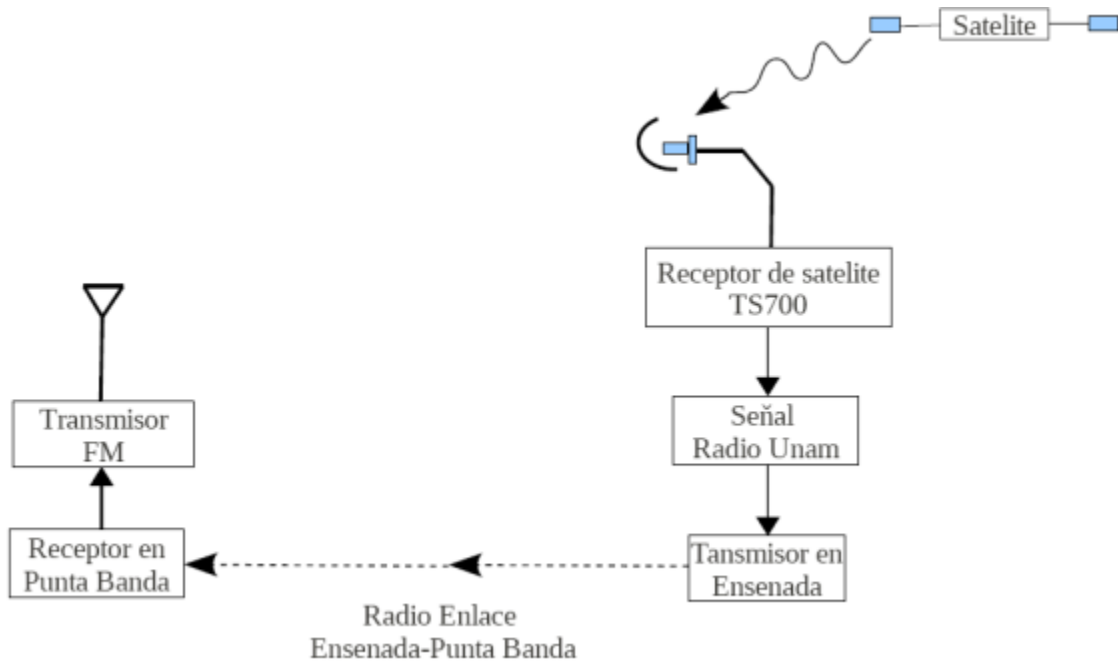 Satelite
Receptor de satelite
TS700
Señal
Radio Unam
Transmisor
FM
Receptor en
Punta Banda
Tansmisor en
Ensenada
Radio Enlace
Ensenada-Punta Banda